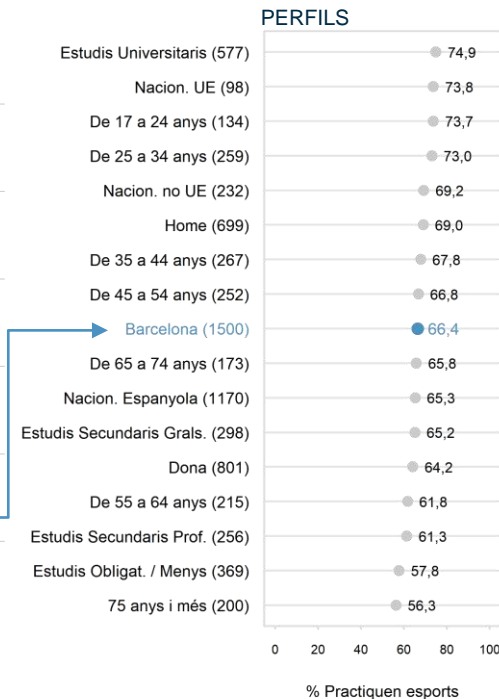 PERFILS
Estudis Universitaris (577) 74,9
Nacion. UE (98) 73,8
De 17 a 24 anys (134) 73,7
De 25 a 34 anys (259) 73,0
Nacion. no UE (232) 69,2
Home (699) 69,0
De 35 a 44 anys (267) 67,8
De 45 a 54 anys (252) 66,8
Barcelona (1500) 66,4
De 65 a 74 anys (173) 65,8
Nacion. Espanyola (1170) 65,3
Estudis Secundaris Grals. (298) 65,2
Dona (801) 64,2
De 55 a 64 anys (215) 61,8
Estudis Secundaris Prof. (256) 61,3
Estudis Obligat. / Menys (369) 57,8
75 anys i més (200) 56,3
0 20 40 60 80 100
% Practiquen esports